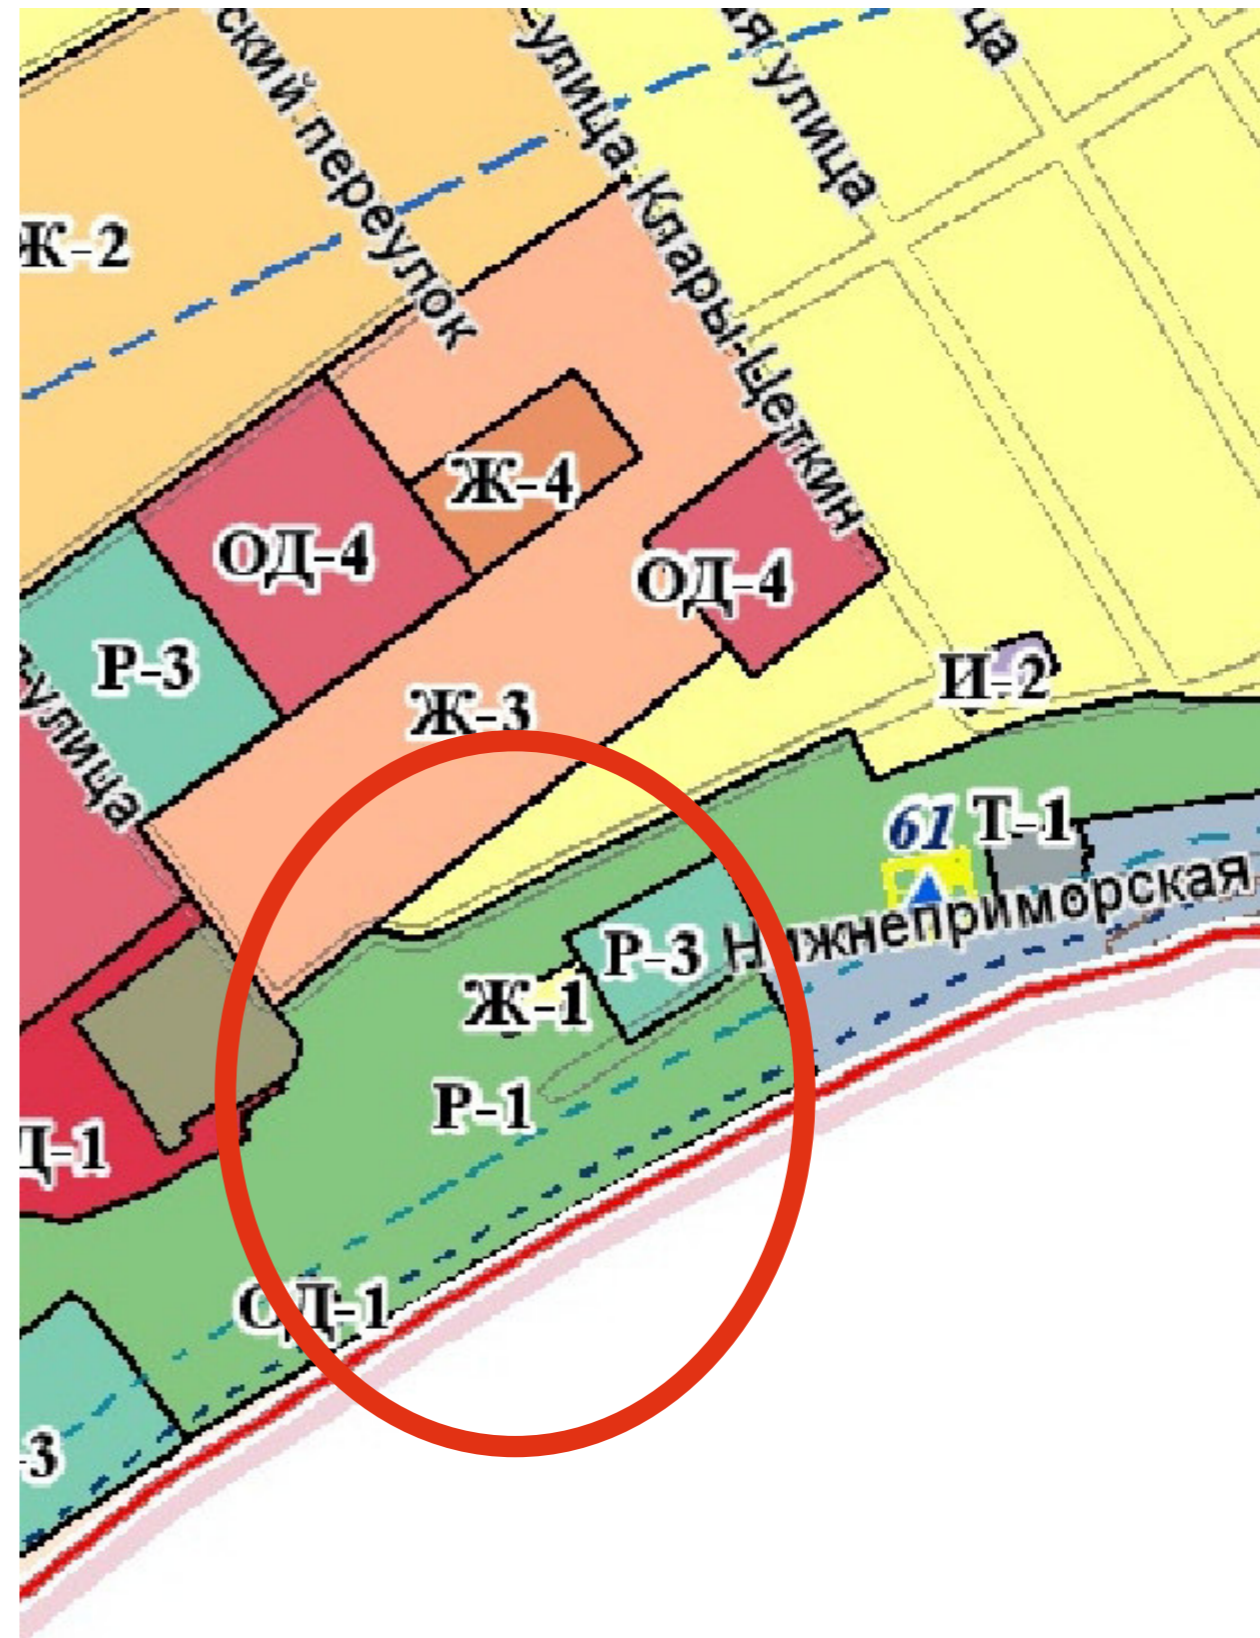 ский переулок
улица Клары Цеткин
ая улица
ца
Ж-2
Ж-4
ОД-4
ОД-4
Р-3
улица
И-2
Ж-3
61
Т-1
Нижнеприморская
Р-3
Ж-1
Р-1
Д-1
ОД-1
-3